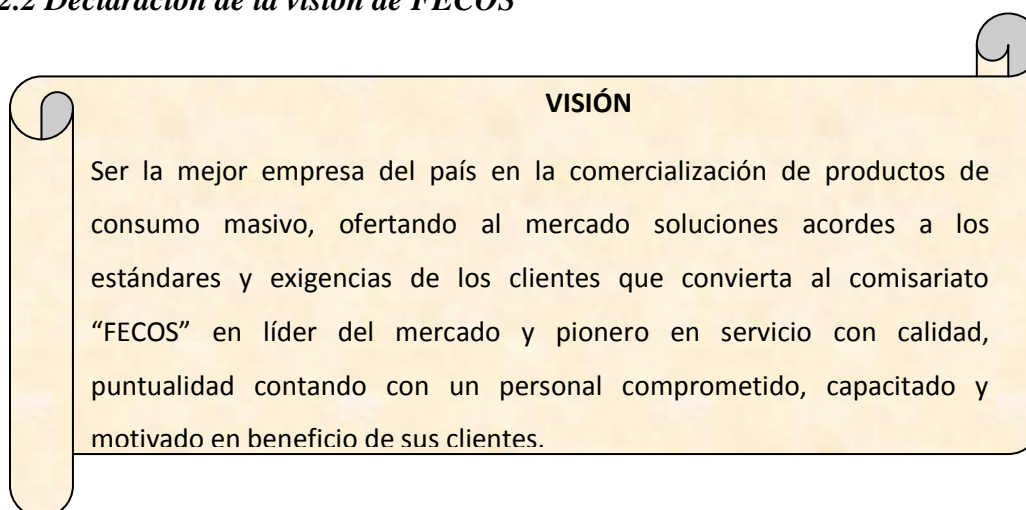 2.2 Declaración de la visión de FECOS
VISIÓN
Ser la mejor empresa del país en la comercialización de productos de
consumo masivo, ofertando al mercado soluciones acordes a los
estándares y exigencias de los clientes que convierta al comisariato
“FECOS” en líder del mercado y pionero en servicio con calidad,
puntualidad contando con un personal comprometido, capacitado y
motivado en beneficio de sus clientes.